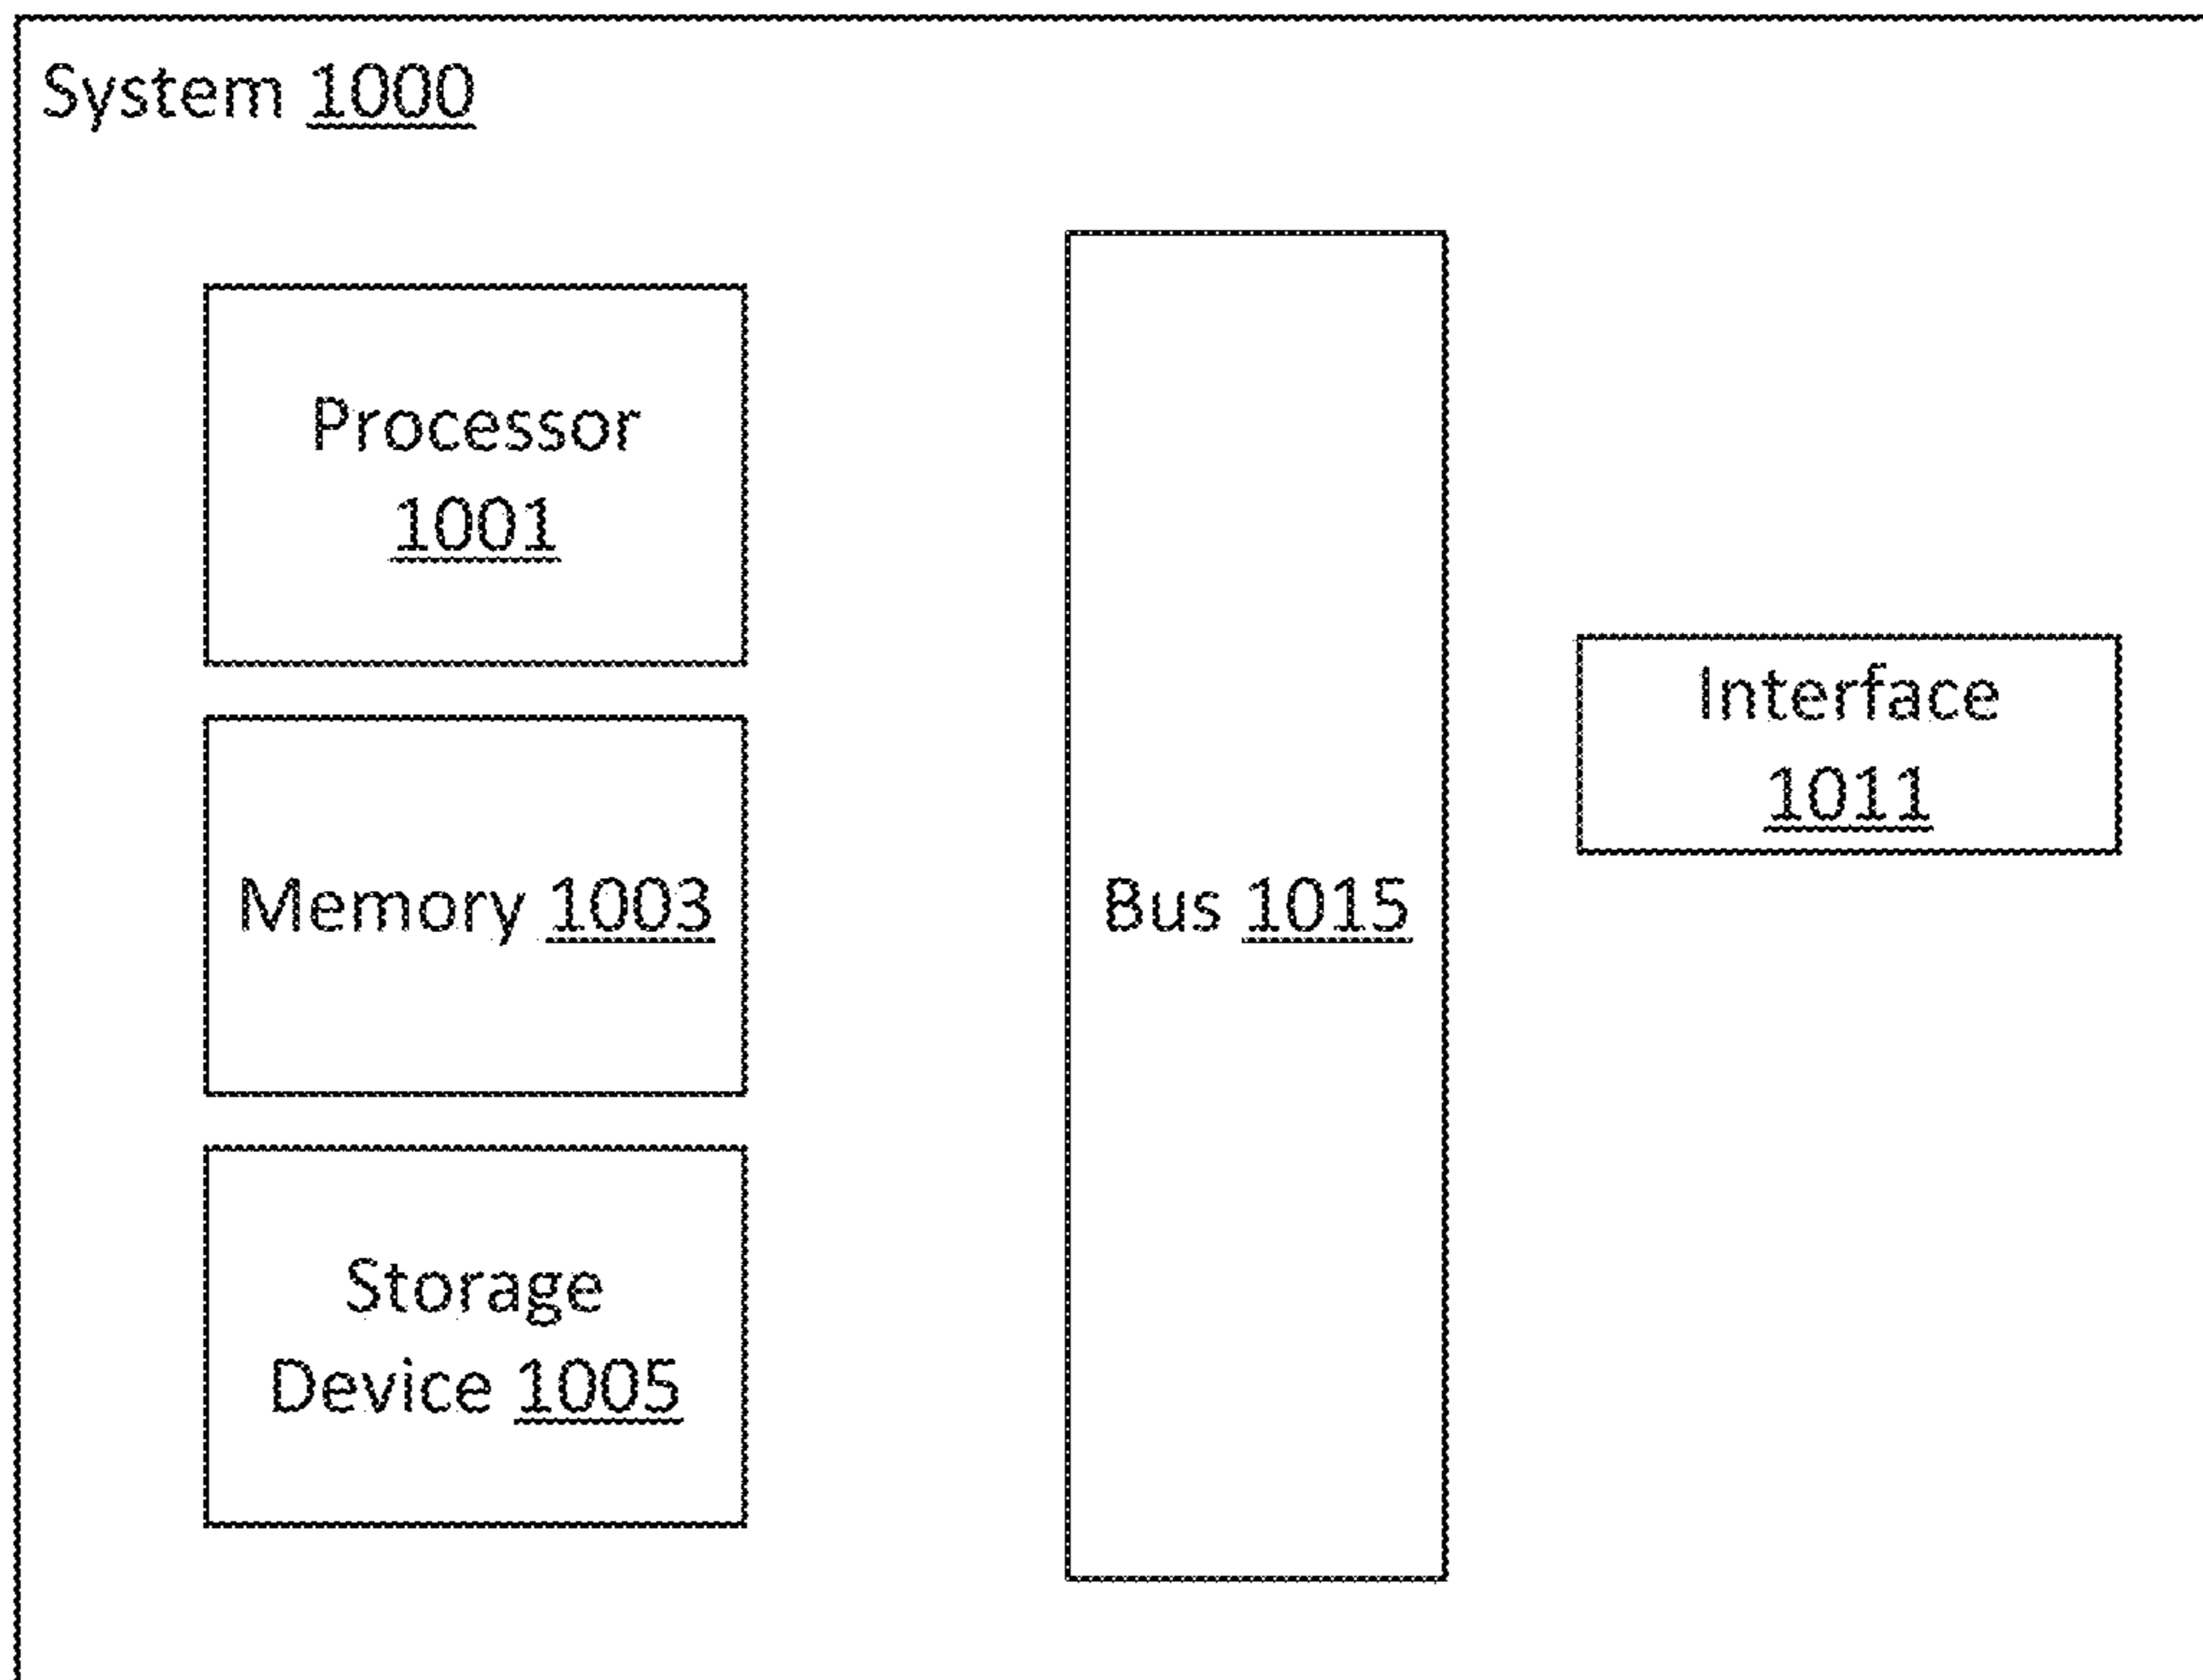 System 1000
Processor
1001
Interface
1011
Memory 1003
Bus 1015
Storage
Device 1005